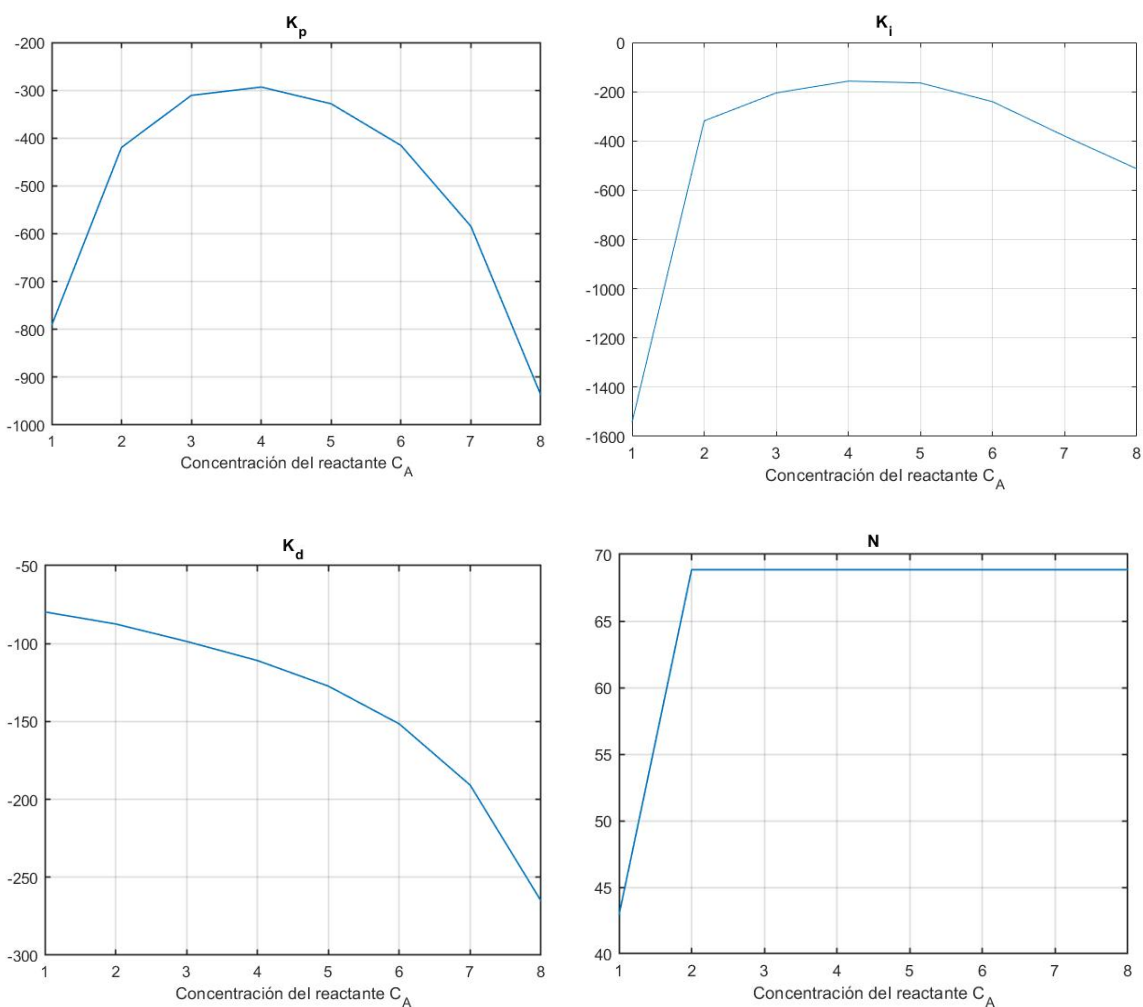 K_p
-200
-300
-400
-500
-600
-700
-800
-900
-1000
1 2 3 4 5 6 7 8
Concentración del reactante C_A
K_i
0
-200
-400
-600
-800
-1000
-1200
-1400
-1600
1 2 3 4 5 6 7 8
Concentración del reactante C_A
K_d
-50
-100
-150
-200
-250
-300
1 2 3 4 5 6 7 8
Concentración del reactante C_A
N
70
65
60
55
50
45
40
1 2 3 4 5 6 7 8
Concentración del reactante C_A